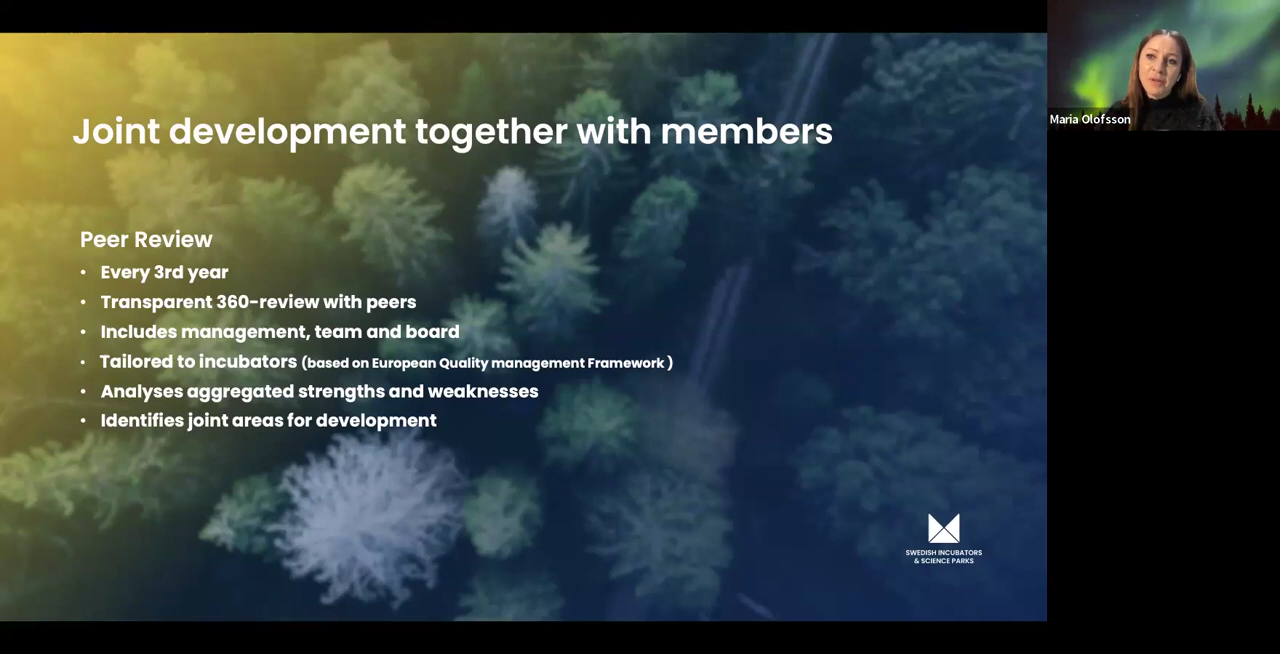 Joint development together with members
Peer Review
• Every 3rd year
• Transparent 360-review with peers
• Includes management, team and board
• Tailored to incubators (based on European Quality management Framework )
• Analyses aggregated strengths and weaknesses
• Identifies joint areas for development
SWEDISH INCUBATORS
& SCIENCE PARKS
Maria Olofsson